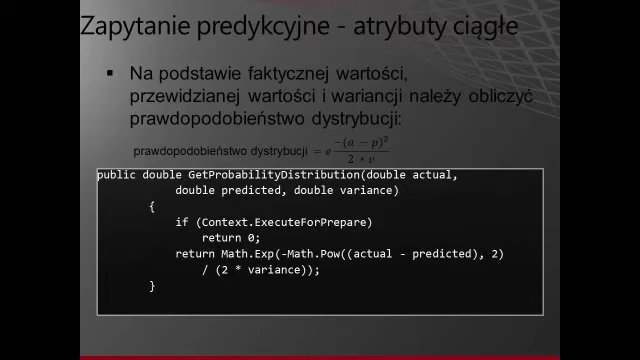 Zapytanie predykcyjne - atrybuty ciągłe
▪ Na podstawie faktycznej wartości,
przewidzianej wartości i wariancji należy obliczyć
prawdopodobieństwo dystrybucji:
prawdopodobieństwo dystrybucji = e −(a − p)² / 2 ∗ v
public double GetProbabilityDistribution(double actual,
double predicted, double variance)
{
if (Context.ExecuteForPrepare)
return 0;
return Math.Exp(-Math.Pow((actual - predicted), 2)
/ (2 * variance));
}